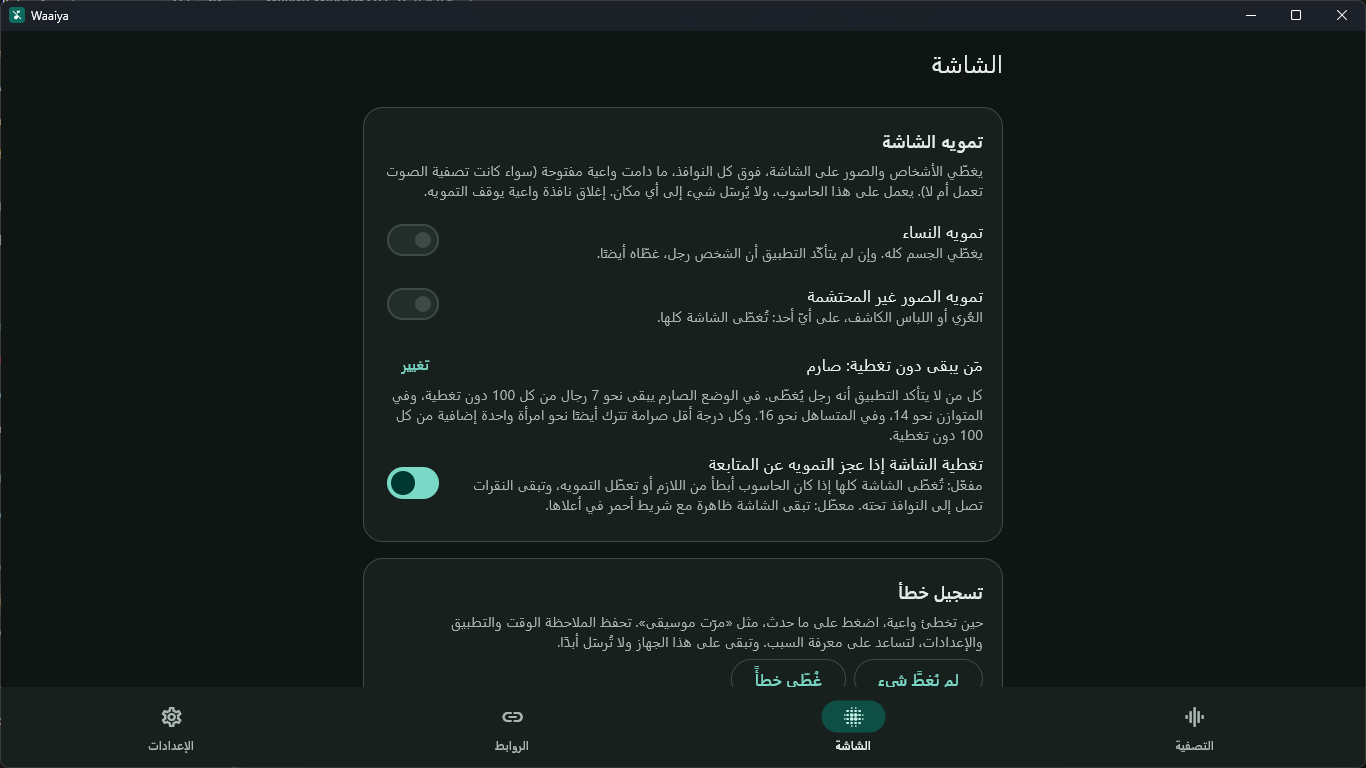 Waaiya
الشاشة
تمويه الشاشة
يغطّي الأشخاص والصور على الشاشة، فوق كل النوافذ، ما دامت واعية مفتوحة (سواء كانت تصفية الصوت
تعمل أم لا). يعمل على هذا الحاسوب، ولا يُرسَل شيء إلى أي مكان. إغلاق نافذة واعية يوقف التمويه.
تمويه النساء
يغطّي الجسم كله. وإن لم يتأكّد التطبيق أن الشخص رجل، غطّاه أيضًا.
تمويه الصور غير المحتشمة
العُري أو اللباس الكاشف، على أيّ أحد: تُغطّى الشاشة كلها.
مَن يبقى دون تغطية: صارم
تغيير
كل من لا يتأكد التطبيق أنه رجل يُغطّى. في الوضع الصارم يبقى نحو 7 رجال من كل 100 دون تغطية، وفي
المتوازن نحو 14، وفي المتساهل نحو 16. وكل درجة أقل صرامة تترك أيضًا نحو امرأة واحدة إضافية من كل
100 دون تغطية.
تغطية الشاشة إذا عجز التمويه عن المتابعة
مفعّل: تُغطّى الشاشة كلها إذا كان الحاسوب أبطأ من اللازم أو تعطّل التمويه، وتبقى النقرات
تصل إلى النوافذ تحته. معطّل: تبقى الشاشة ظاهرة مع شريط أحمر في أعلاها.
تسجيل خطأ
حين تخطئ واعية، اضغط على ما حدث، مثل «مرّت موسيقى». تحفظ الملاحظة الوقت والتطبيق
والإعدادات، لتساعد على معرفة السبب. وتبقى على هذا الجهاز ولا تُرسَل أبدًا.
لم يُغطَّ شيء
غُطّي خطأً
التصفية
الشاشة
الروابط
الإعدادات